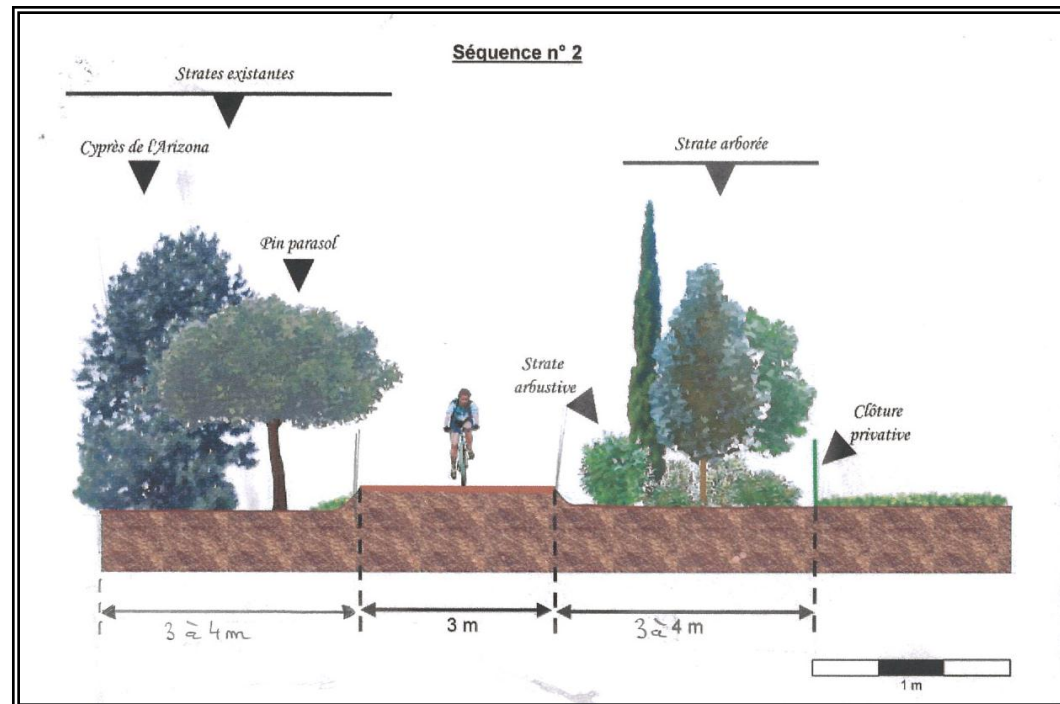 Séquence n° 2
Strates existantes
Cyprès de l'Arizona
Strate arborée
Pin parasol
Strate
arbustive
Clôture
privative
3 à 4 m
3 m
3 à 4 m
1 m